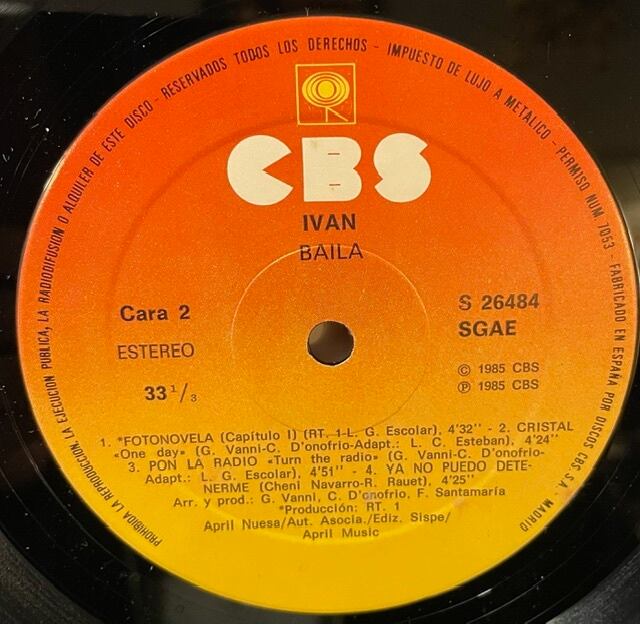 PROHIBIDA LA REPRODUCCION, LA EJECUCION PUBLICA, LA RADIODIFUSION O ALQUILER DE ESTE DISCO - RESERVADOS TODOS LOS DERECHOS - IMPUESTO DE LUJO A METALICO - PERMISO NUM 7053 - FABRICADO EN ESPAÑA POR DISCOS CBS. S.A. - MADRID
CBS
IVAN
BAILA
Cara 2
S 26484
SGAE
ESTEREO
© 1985 CBS
℗ 1985 CBS
33 1/3
1. *FOTONOVELA (Capítulo I) (RT. 1-L. G. Escolar), 4'32" - 2. CRISTAL
«One day» (G. Vanni-C. D'onofrio-Adapt.: L. C. Esteban), 4'24"
3. PON LA RADIO «Turn the radio» (G. Vanni-C. D'onofrio-
Adapt.: L. G. Escolar), 4'51" - 4. YA NO PUEDO DETE-
NERME (Cheni Navarro-R. Rauet), 4'25"
Arr. y prod.: G. Vanni, C. D'onofrio, F. Santamaría
*Producción: RT. 1
April Nuesa/Aut. Asocia./Ediz. Sispe/
April Music